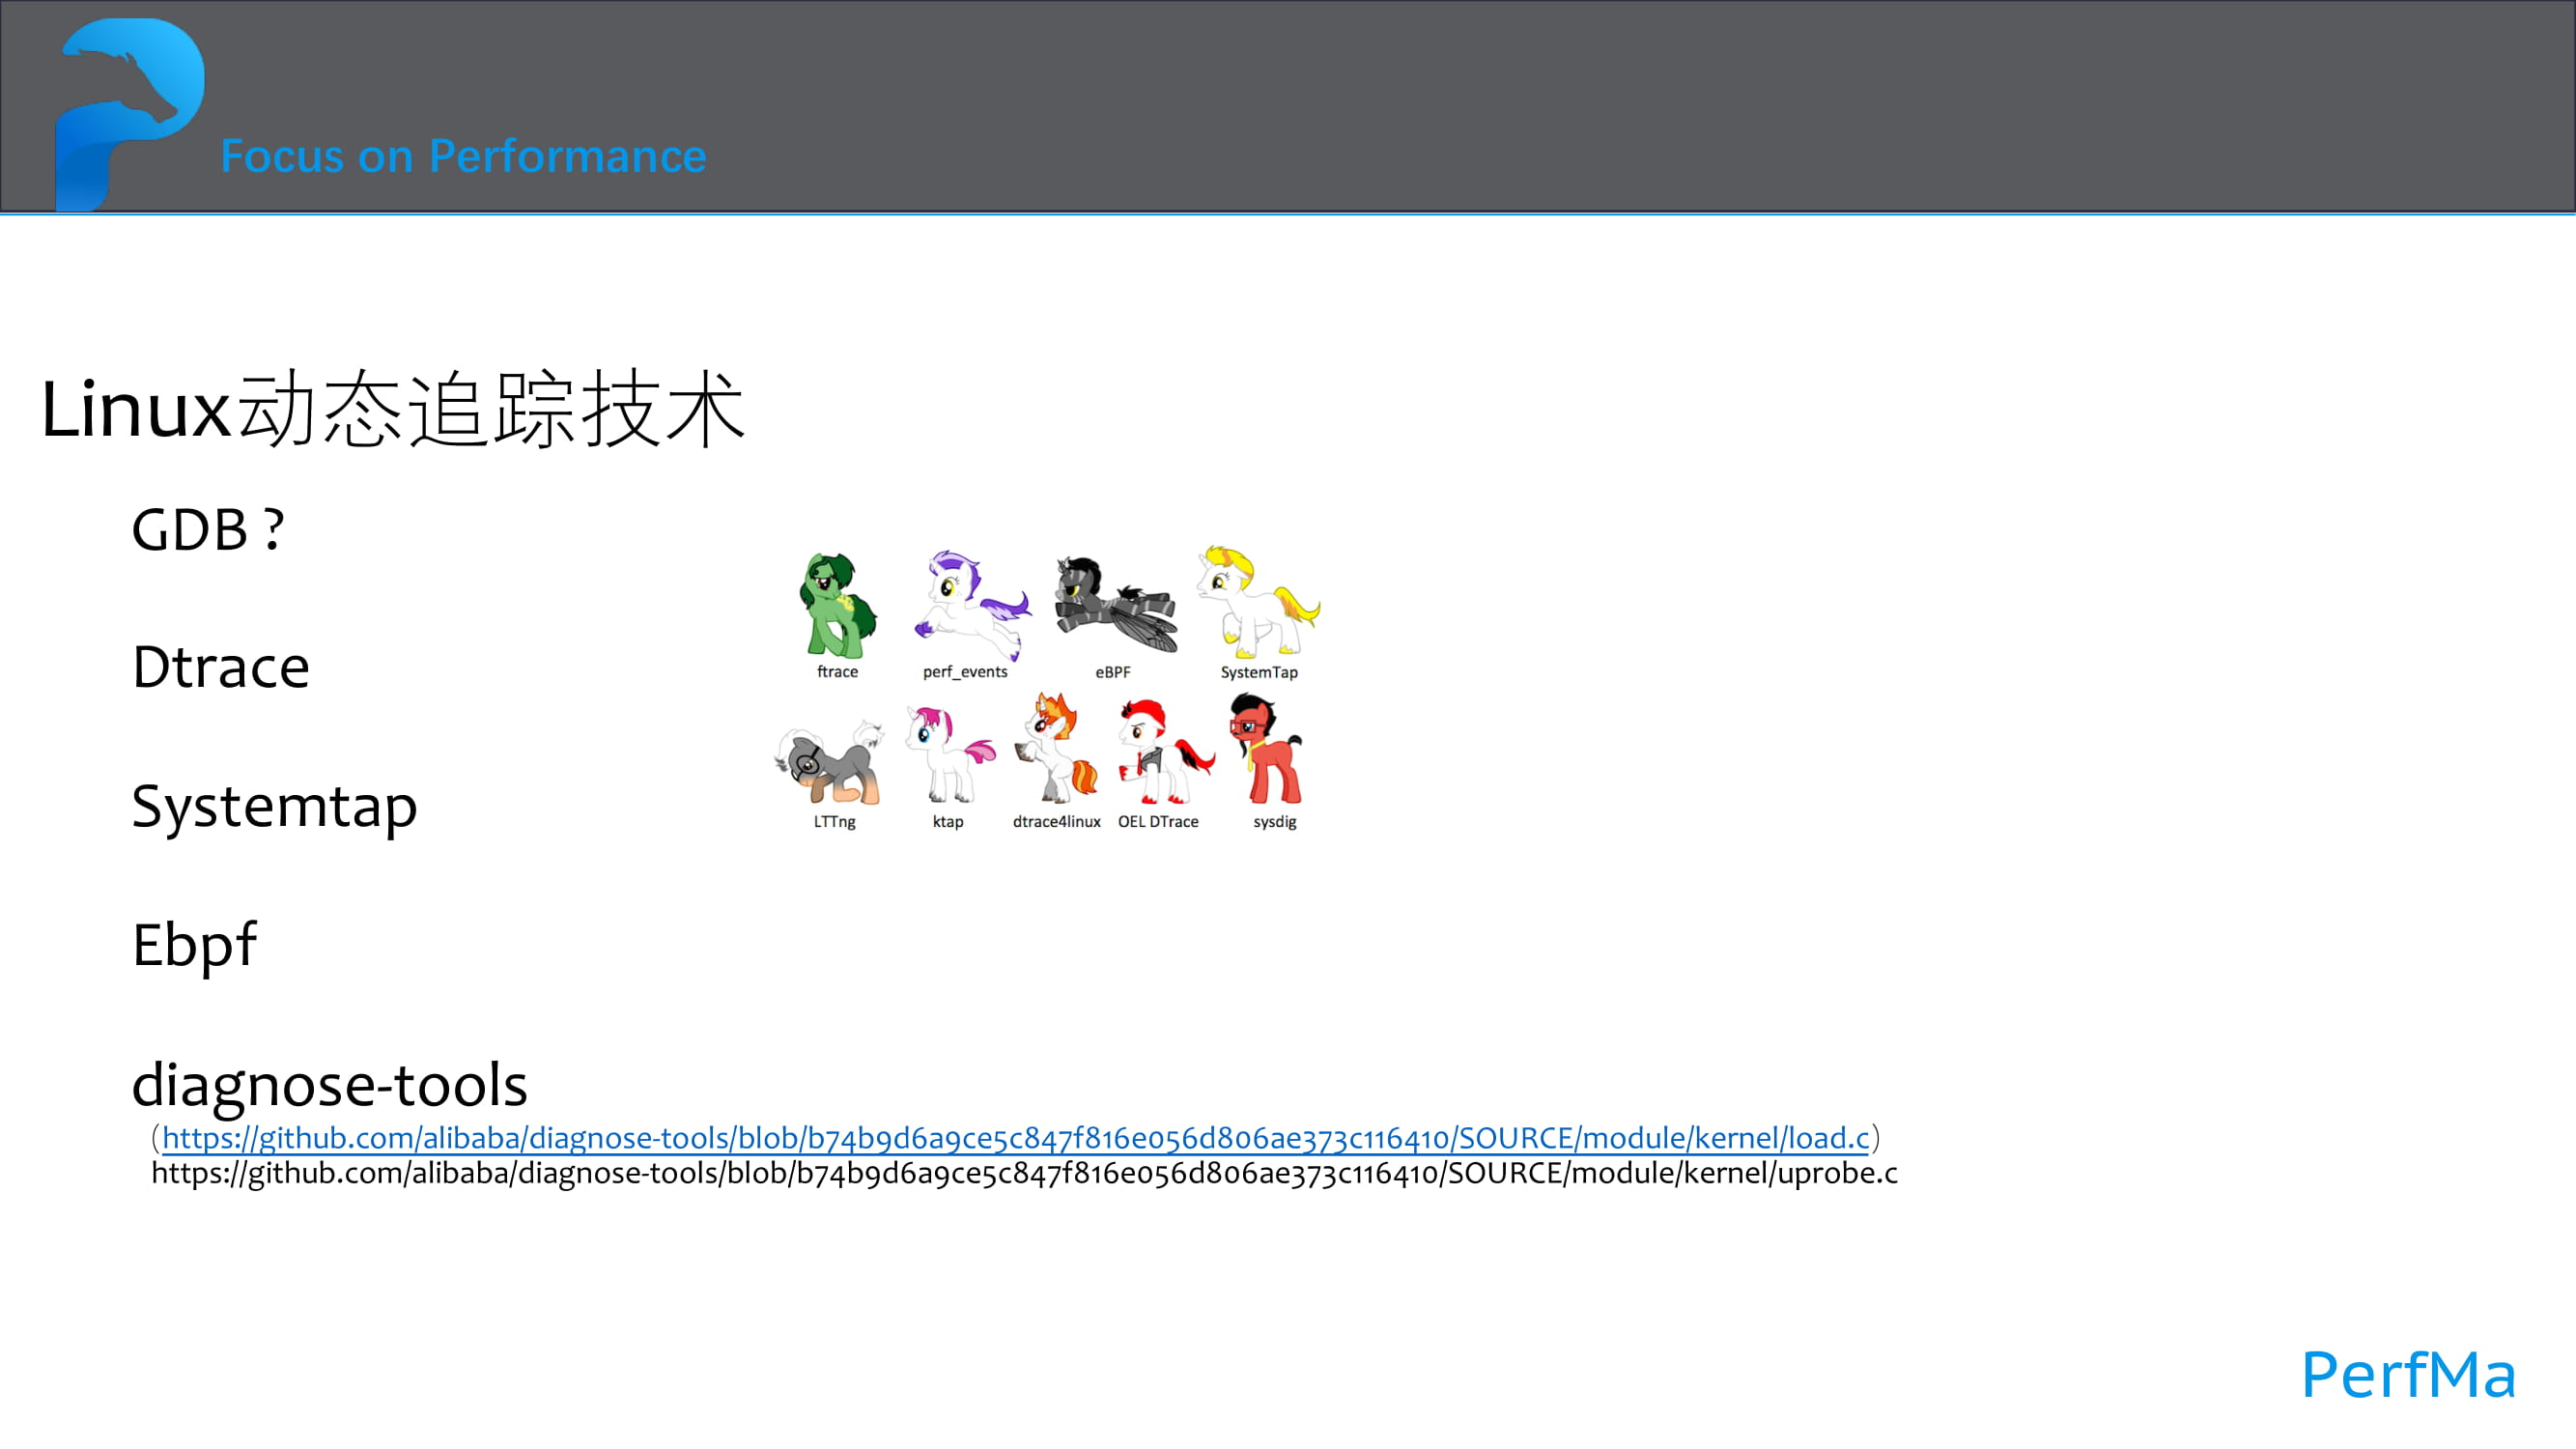 Focus on Performance
Linux动态追踪技术
GDB ?
Dtrace
Systemtap
Ebpf
diagnose-tools
（https://github.com/alibaba/diagnose-tools/blob/b74b9d6a9ce5c847f816e056d806ae373c116410/SOURCE/module/kernel/load.c）
https://github.com/alibaba/diagnose-tools/blob/b74b9d6a9ce5c847f816e056d806ae373c116410/SOURCE/module/kernel/uprobe.c
ftrace perf_events eBPF SystemTap
LTTng ktap dtrace4linux OEL DTrace sysdig
PerfMa